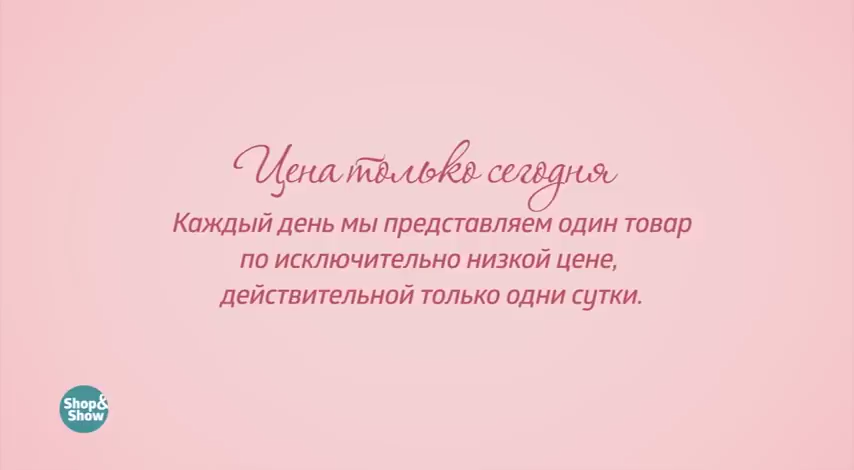 Цена только сегодня
Каждый день мы представляем один товар
по исключительно низкой цене,
действительной только одни сутки.
Shop&
Show